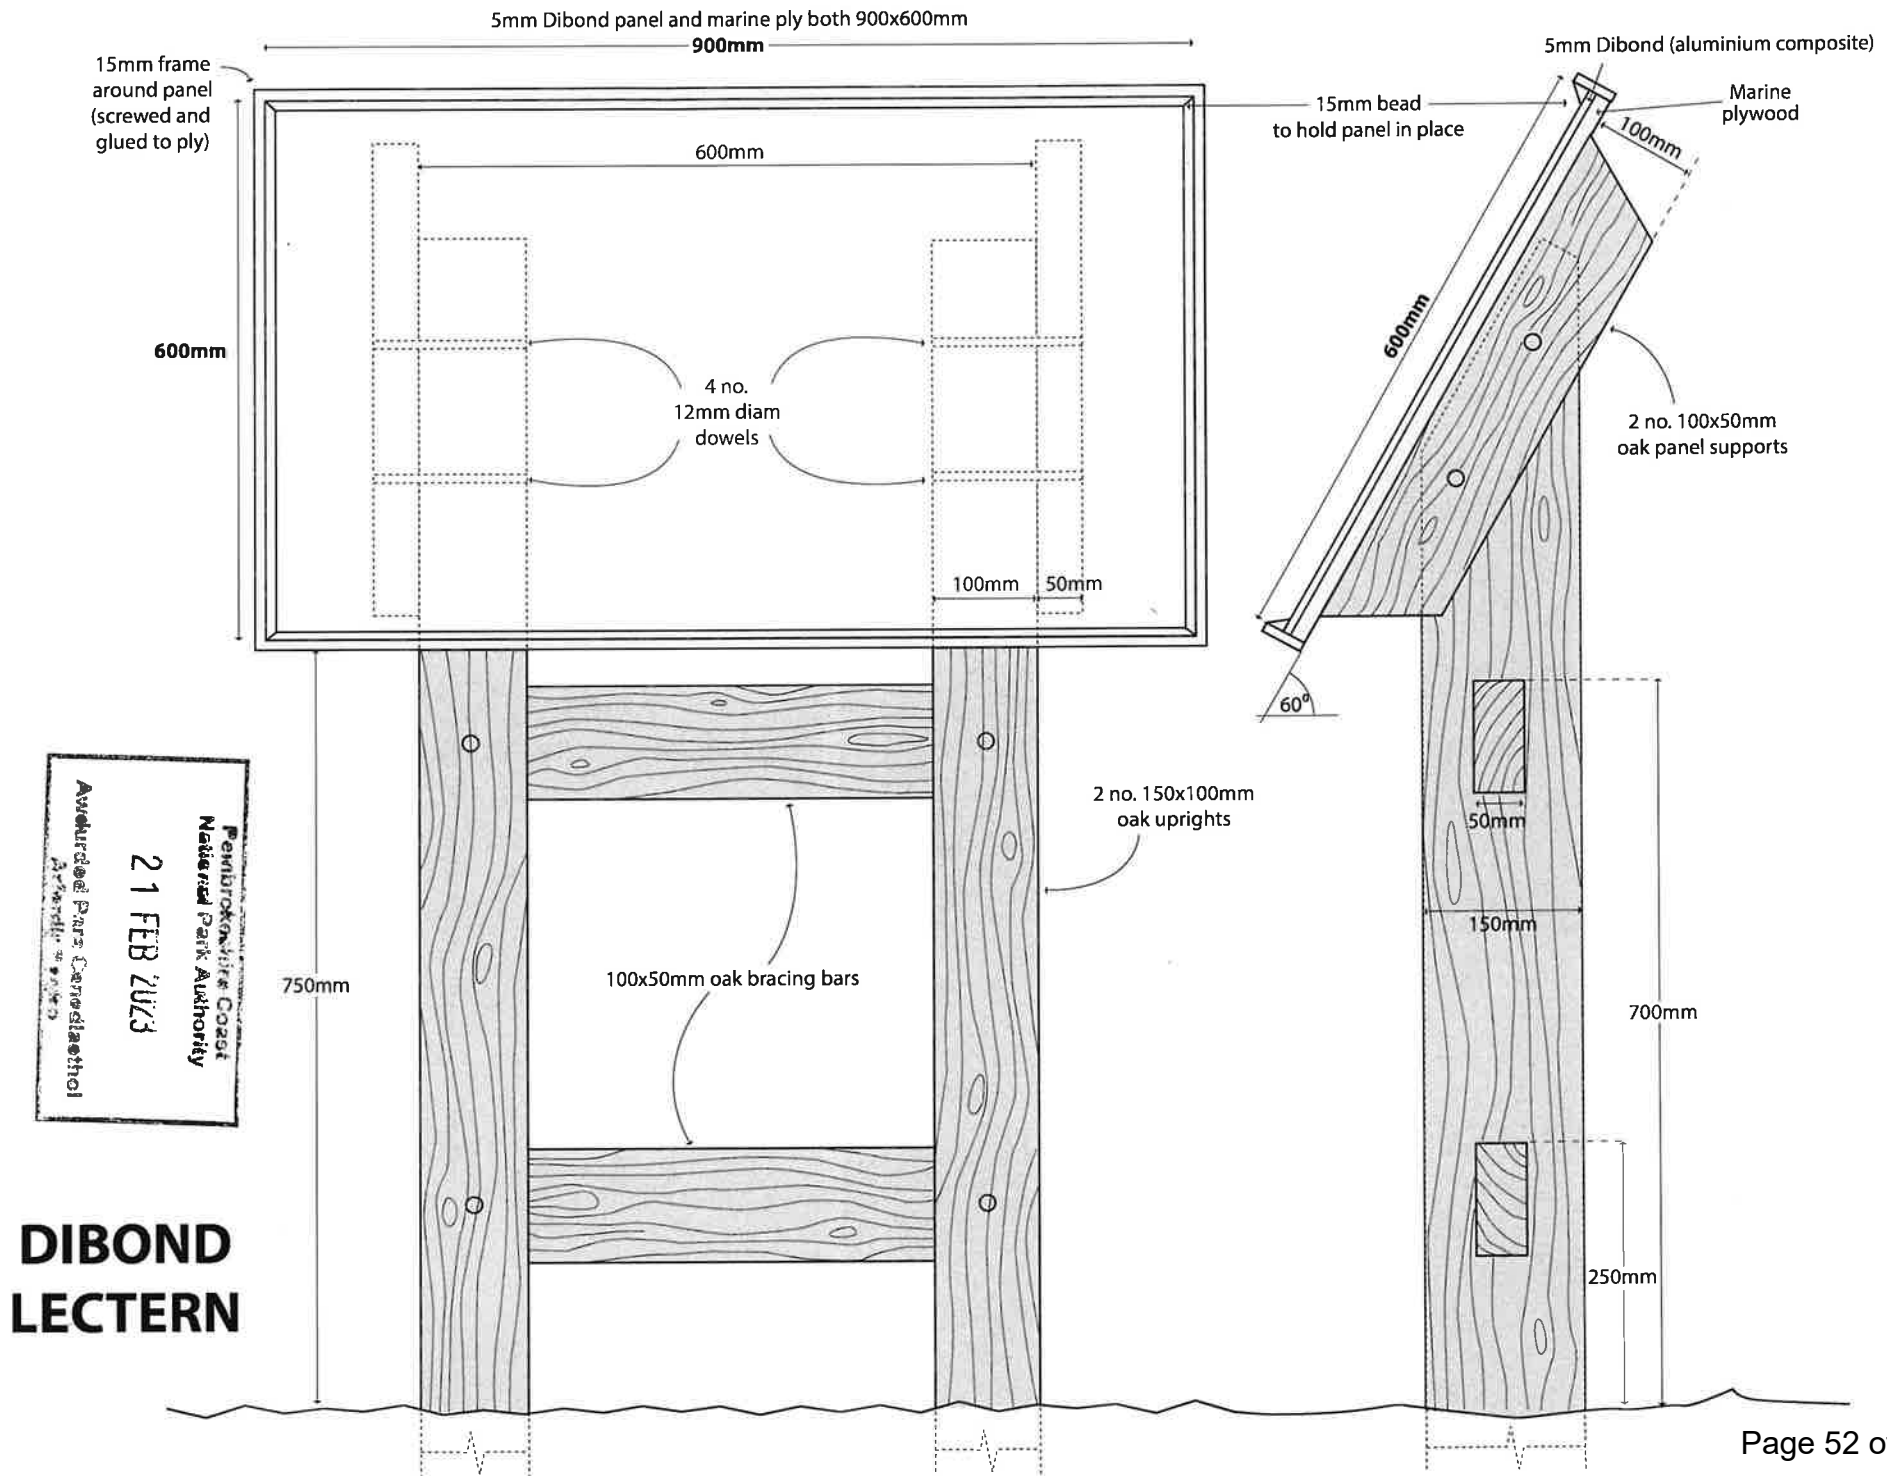 5mm Dibond panel and marine ply both 900x600mm
900mm
15mm frame
around panel
(screwed and
glued to ply)
5mm Dibond (aluminium composite)
15mm bead
to hold panel in place
Marine
plywood
100mm
600mm
600mm
600mm
4 no.
12mm diam
dowels
2 no. 100x50mm
oak panel supports
100mm
50mm
60°
50mm
2 no. 150x100mm
oak uprights
150mm
100x50mm oak bracing bars
750mm
700mm
250mm
Pembrokeshire Coast
National Park Authority
21 FEB 2023
Awdurdod Parc Cenedlaethol
DIBOND
LECTERN
Page 52 o